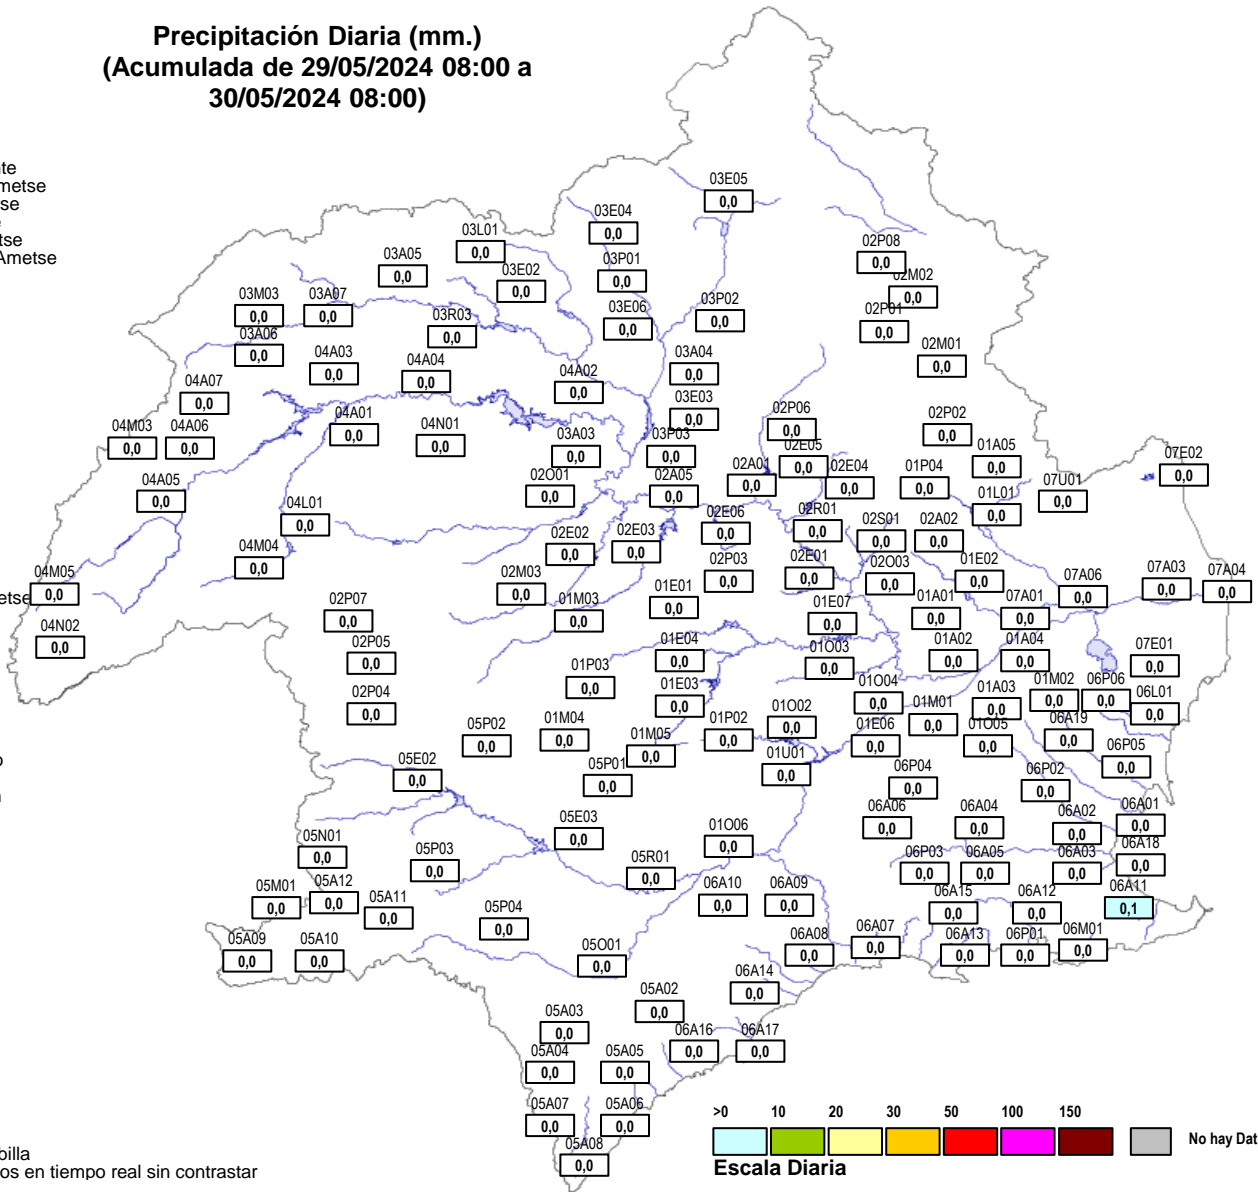 Precipitación Diaria (mm.)
(Acumulada de 29/05/2024 08:00 a
30/05/2024 08:00)
nte
metse
se
e
tse
Ametse
etse
o
n
billa
os en tiempo real sin contrastar
03E05
0,0
03E04
0,0
03L01
0,0
03A05
0,0
03P01
0,0
03E02
0,0
02P08
0,0
02M02
0,0
03M03
0,0
03A07
0,0
03R03
0,0
03E06
0,0
03P02
0,0
02P01
0,0
03A06
0,0
04A03
0,0
04A04
0,0
04A02
0,0
03A04
0,0
02M01
0,0
04A07
0,0
04A01
0,0
04N01
0,0
03E03
0,0
02P06
0,0
02P02
0,0
04M03
0,0
04A06
0,0
03A03
0,0
03P03
0,0
02E05
0,0
01A05
0,0
07E02
0,0
04A05
0,0
02O01
0,0
02A05
0,0
02A01
0,0
02E04
0,0
01P04
0,0
07U01
0,0
04L01
0,0
01L01
0,0
02E06
0,0
02R01
0,0
02S01
0,0
02A02
0,0
04M04
0,0
02E02
0,0
02E03
0,0
04M05
0,0
02M03
0,0
02P03
0,0
02E01
0,0
02O03
0,0
01E02
0,0
07A06
0,0
07A03
0,0
07A04
0,0
02P07
0,0
01M03
0,0
01E01
0,0
01E07
0,0
01A01
0,0
07A01
0,0
04N02
0,0
02P05
0,0
01E04
0,0
01O03
0,0
01A02
0,0
01A04
0,0
07E01
0,0
01P03
0,0
02P04
0,0
01E03
0,0
01O04
0,0
01A03
0,0
01M02
0,0
06P06
0,0
06L01
0,0
05P02
0,0
01M04
0,0
01M05
0,0
01P02
0,0
01O02
0,0
01E06
0,0
01M01
0,0
01O05
0,0
06A19
0,0
06P05
0,0
05E02
0,0
05P01
0,0
01U01
0,0
06P04
0,0
06P02
0,0
05E03
0,0
01O06
0,0
06A06
0,0
06A04
0,0
06A02
0,0
06A01
0,0
05N01
0,0
05P03
0,0
05R01
0,0
06P03
0,0
06A05
0,0
06A03
0,0
06A18
0,0
05M01
0,0
05A12
0,0
05A11
0,0
05P04
0,0
06A10
0,0
06A09
0,0
06A15
0,0
06A12
0,0
06A11
0,1
05A09
0,0
05A10
0,0
05O01
0,0
06A08
0,0
06A07
0,0
06A13
0,0
06P01
0,0
06M01
0,0
06A14
0,0
05A02
0,0
05A03
0,0
06A16
0,0
06A17
0,0
05A04
0,0
05A05
0,0
05A07
0,0
05A06
0,0
05A08
0,0
>0 10 20 30 50 100 150
No hay Dat
Escala Diaria